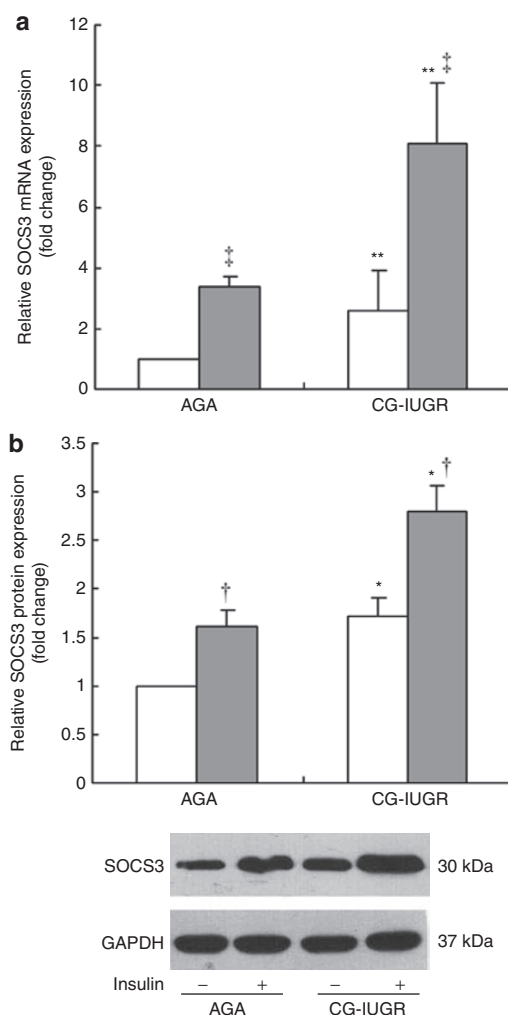 a
Relative SOCS3 mRNA expression
(fold change)
12
10
8
6
4
2
0
‡
**
** ‡
AGA
CG-IUGR
b
Relative SOCS3 protein expression
(fold change)
3.5
3
2.5
2
1.5
1
0.5
0
†
*
* †
AGA
CG-IUGR
SOCS3
30 kDa
GAPDH
37 kDa
Insulin – + – +
AGA
CG-IUGR